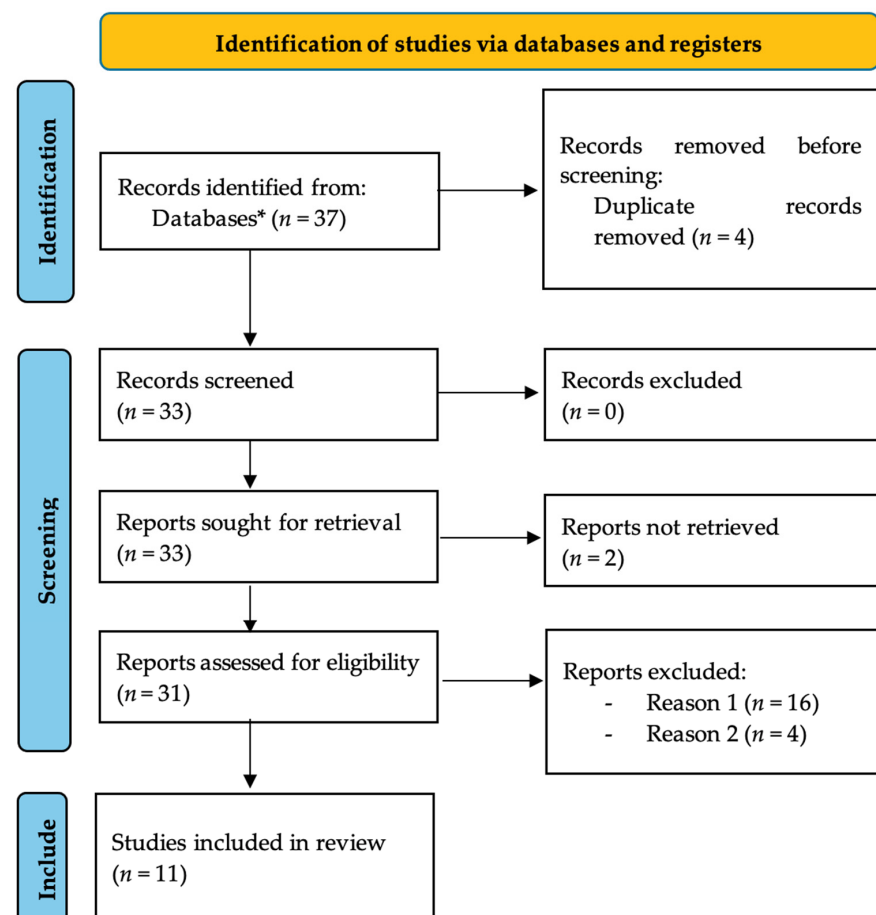 Identification of studies via databases and registers
Identification
Records identified from:
Databases* (n = 37)
Records removed before
screening:
Duplicate records
removed (n = 4)
Screening
Records screened
(n = 33)
Records excluded
(n = 0)
Reports sought for retrieval
(n = 33)
Reports not retrieved
(n = 2)
Reports assessed for eligibility
(n = 31)
Reports excluded:
- Reason 1 (n = 16)
- Reason 2 (n = 4)
Include
Studies included in review
(n = 11)